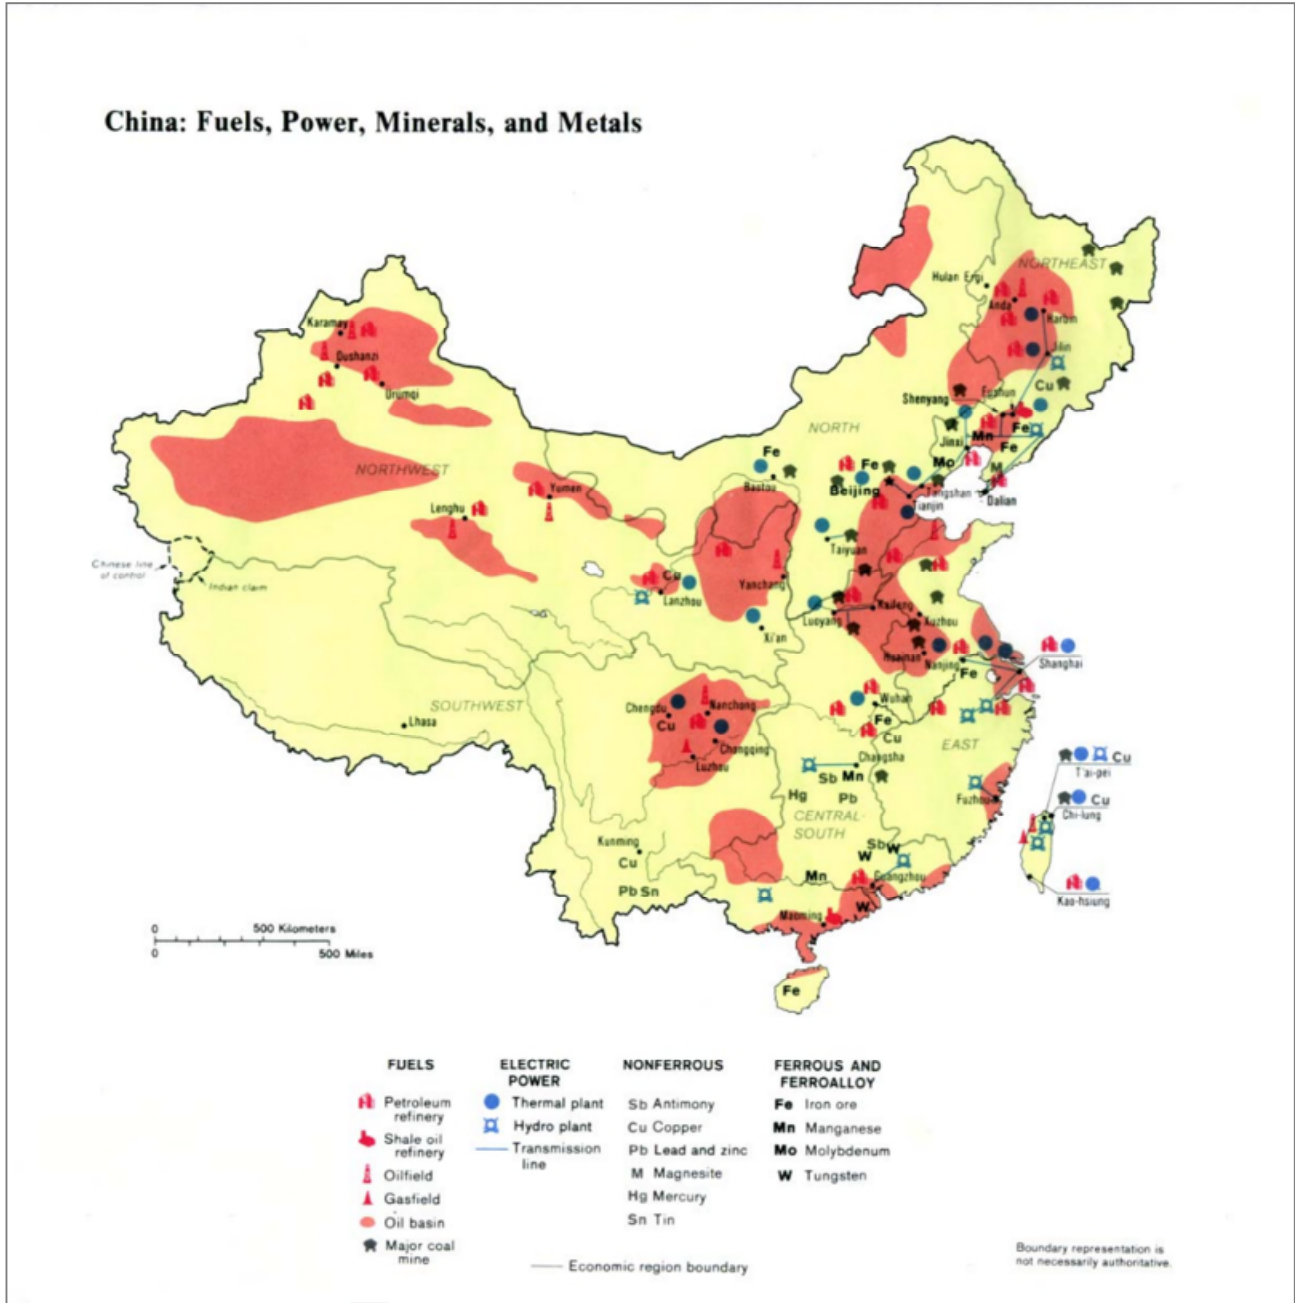 China: Fuels, Power, Minerals, and Metals
NORTHEAST
Hulan Ergi
Anda
Harbin
Jilin
Karamay
Dushanzi
Urumqi
Cu
Fushun
Shenyang
Fe
Mn
Fe
Jinxi
Mo
M
NORTH
Fe
Baotou
Fe
Beijing
Tangshan
Tianjin
Dalian
NORTHWEST
Yumen
Lenghu
Taiyuan
Chinese line
of control
Indian claim
Cu
Lanzhou
Yanchang
Xi'an
Luoyang
Kaifeng
Xuzhou
Huainan
Nanjing
Fe
Shanghai
SOUTHWEST
Lhasa
Chengdu
Nanchong
Cu
Chongqing
Luzhou
Wuhan
Fe
Cu
EAST
Changsha
Sb
Mn
Hg
Pb
CENTRAL-
SOUTH
Fuzhou
Cu
T'ai-pei
Cu
Chi-lung
Kao-hsiung
Kunming
Cu
Pb Sn
Sb
W
W
Mn
Guangzhou
W
Maoming
Fe
0 500 Kilometers
0 500 Miles
FUELS
Petroleum
refinery
Shale oil
refinery
Oilfield
Gasfield
Oil basin
Major coal
mine
ELECTRIC
POWER
Thermal plant
Hydro plant
Transmission
line
NONFERROUS
Sb Antimony
Cu Copper
Pb Lead and zinc
M Magnesite
Hg Mercury
Sn Tin
FERROUS AND
FERROALLOY
Fe Iron ore
Mn Manganese
Mo Molybdenum
W Tungsten
Economic region boundary
Boundary representation is
not necessarily authoritative.